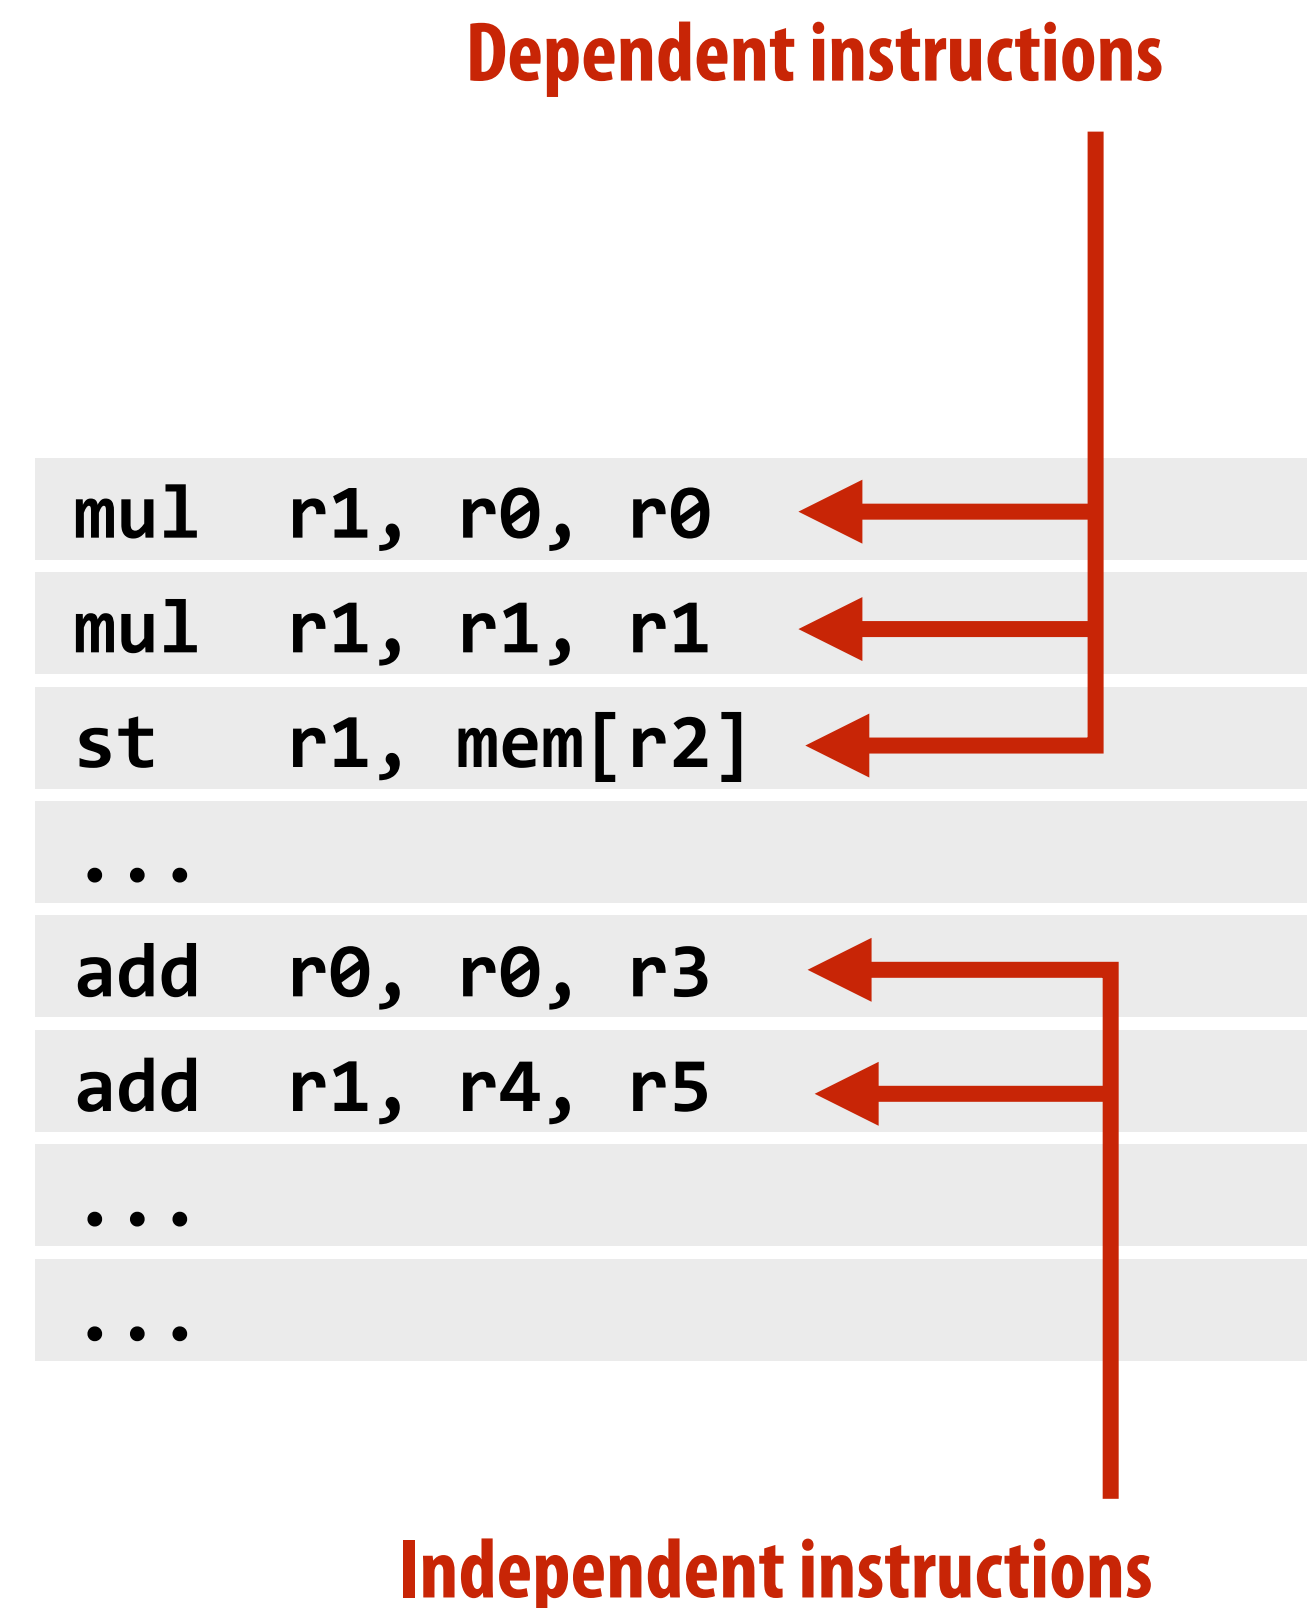 Dependent instructions
mul r1, r0, r0
mul r1, r1, r1
st r1, mem[r2]
...
add r0, r0, r3
add r1, r4, r5
...
...
Independent instructions